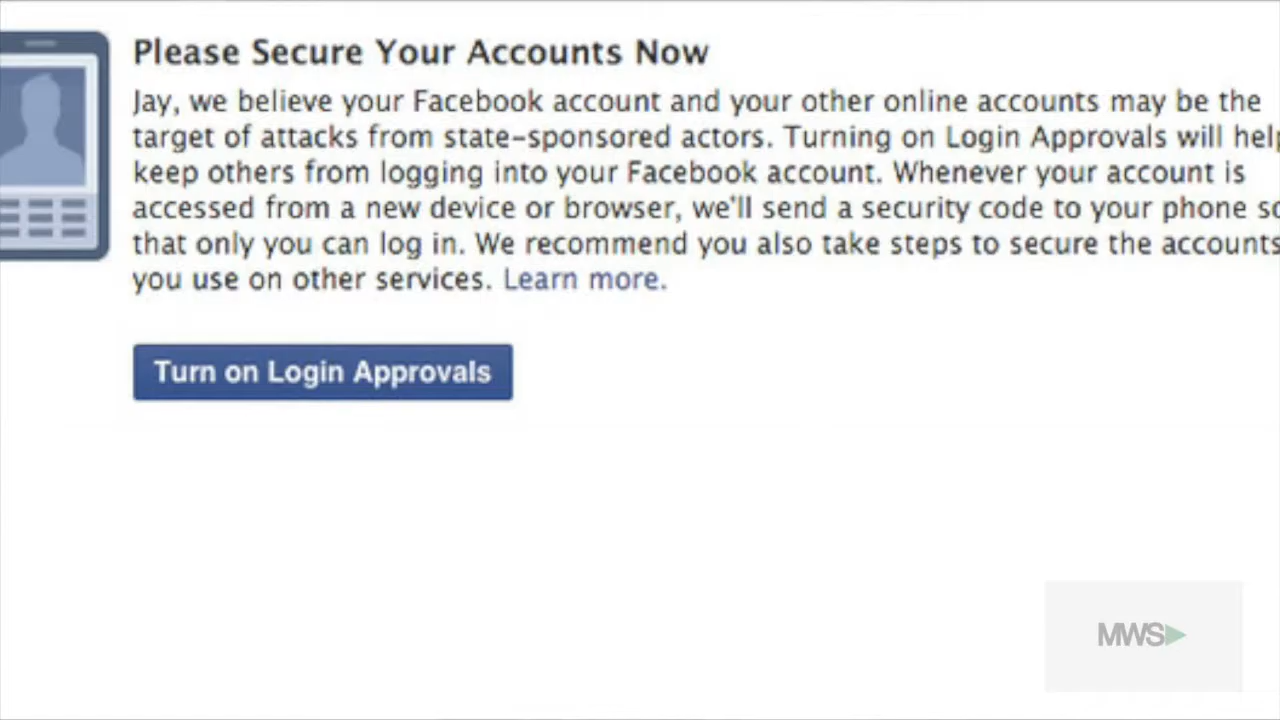 Please Secure Your Accounts Now
Jay, we believe your Facebook account and your other online accounts may be the
target of attacks from state-sponsored actors. Turning on Login Approvals will help
keep others from logging into your Facebook account. Whenever your account is
accessed from a new device or browser, we'll send a security code to your phone so
that only you can log in. We recommend you also take steps to secure the accounts
you use on other services. Learn more.
Turn on Login Approvals
MWS